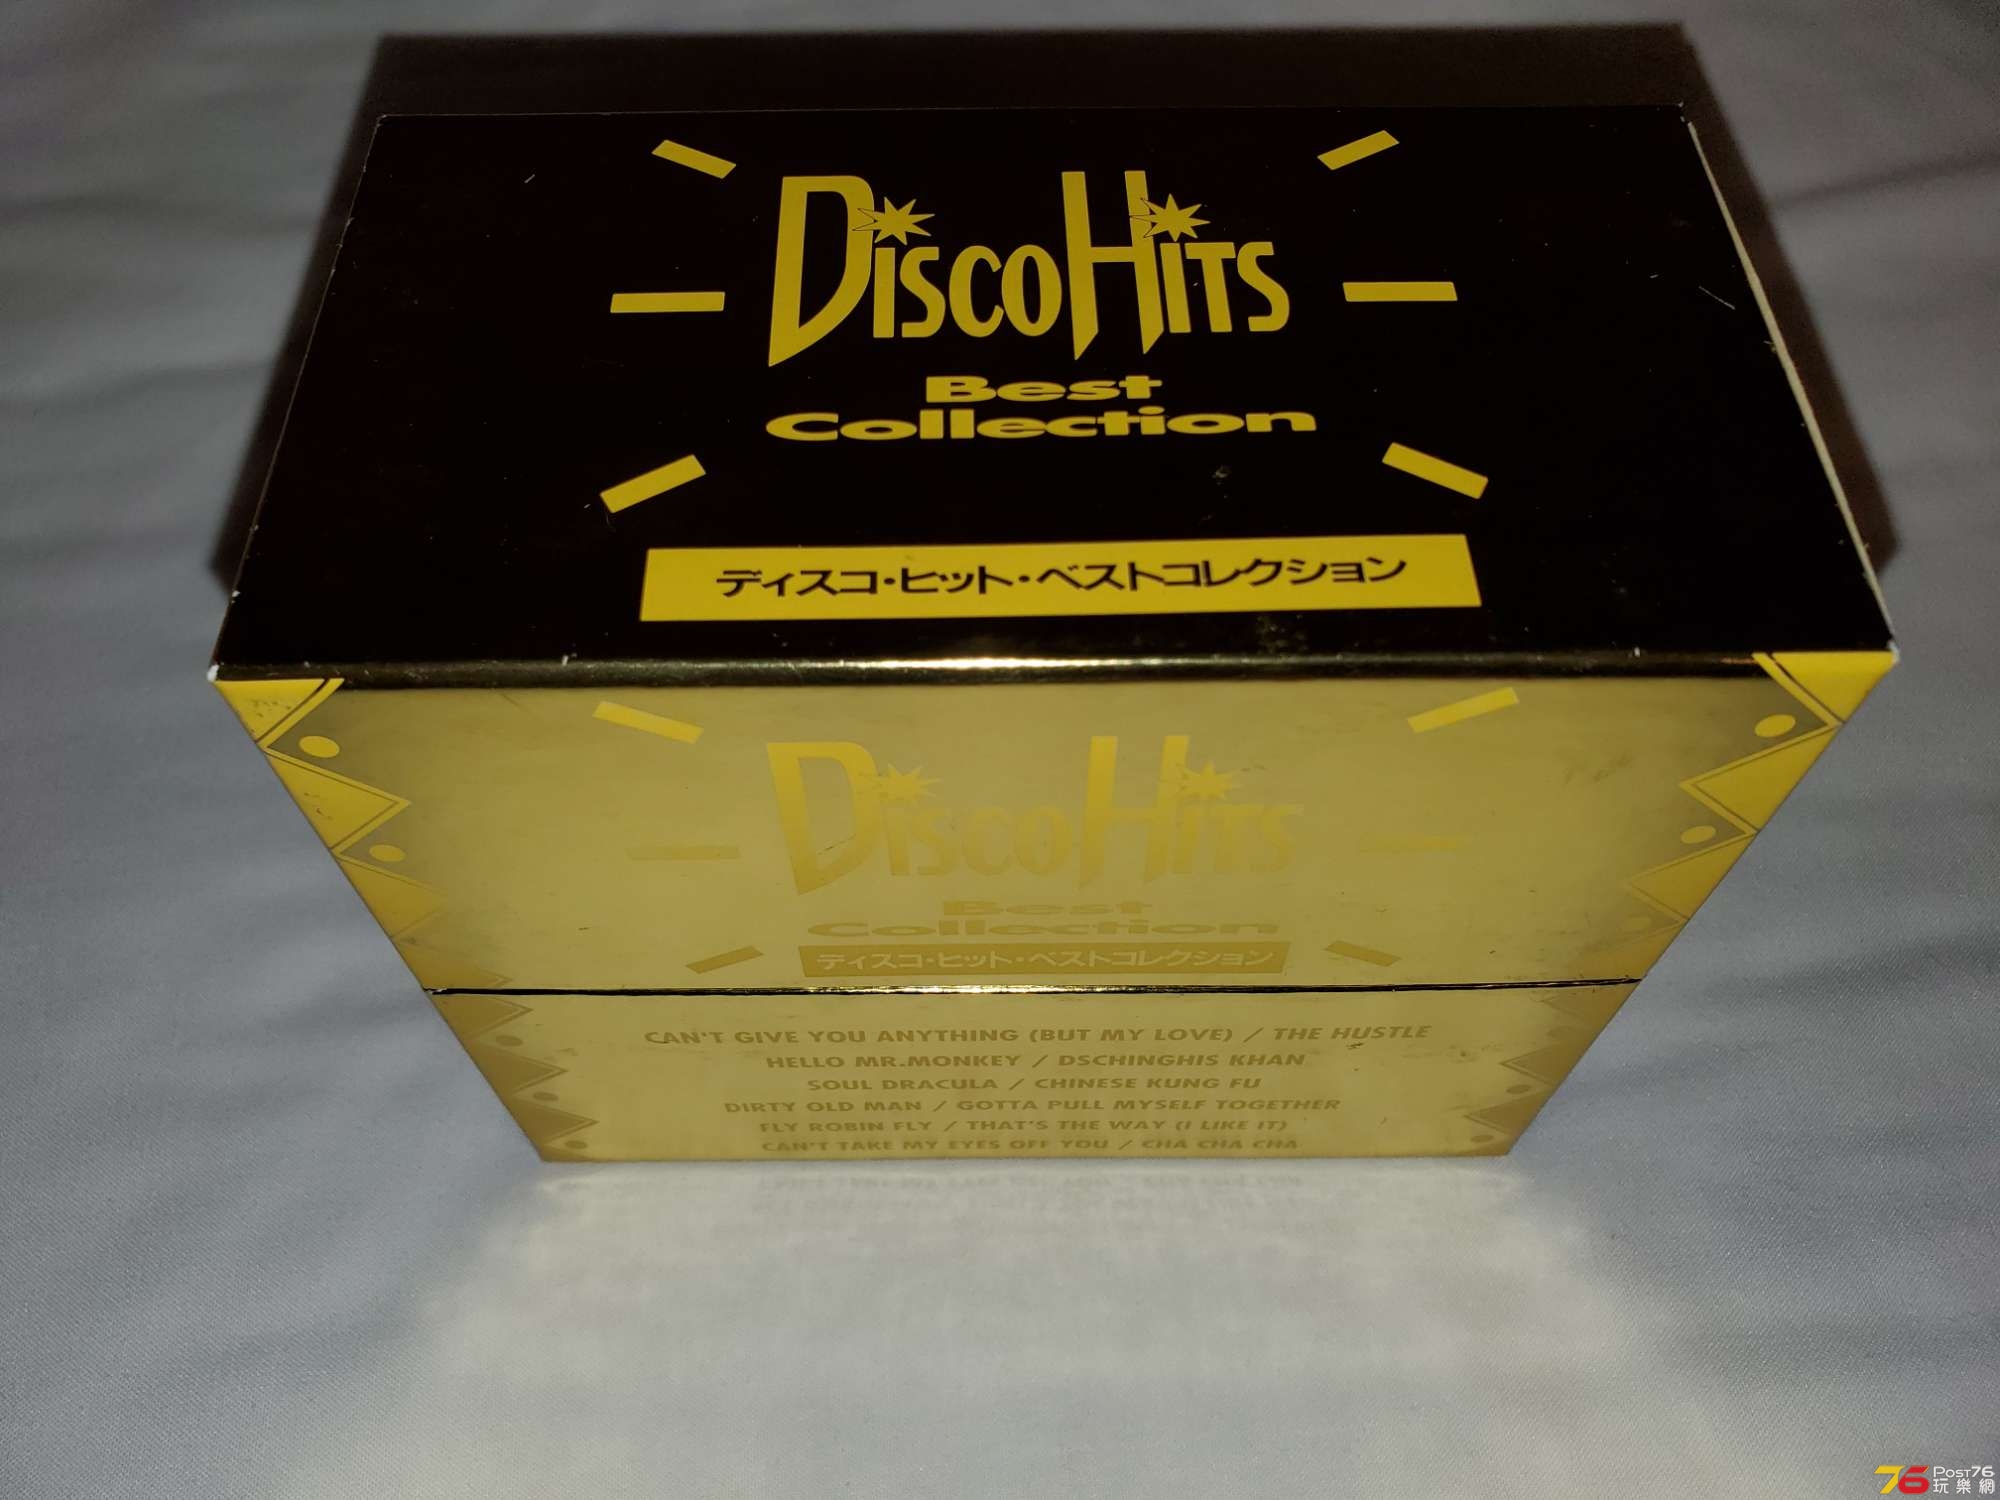 DISCO HITS
Best
Collection
ディスコ・ヒット・ベストコレクション
DISCO HITS
Best
Collection
ディスコ・ヒット・ベストコレクション
CAN'T GIVE YOU ANYTHING (BUT MY LOVE) / THE HUSTLE
HELLO MR.MONKEY / DSCHINGHIS KHAN
SOUL DRACULA / CHINESE KUNG FU
DIRTY OLD MAN / GOTTA PULL MYSELF TOGETHER
FLY ROBIN FLY / THAT'S THE WAY (I LIKE IT)
CAN'T TAKE MY EYES OFF YOU / CHA CHA CHA
76 POST76
玩樂網